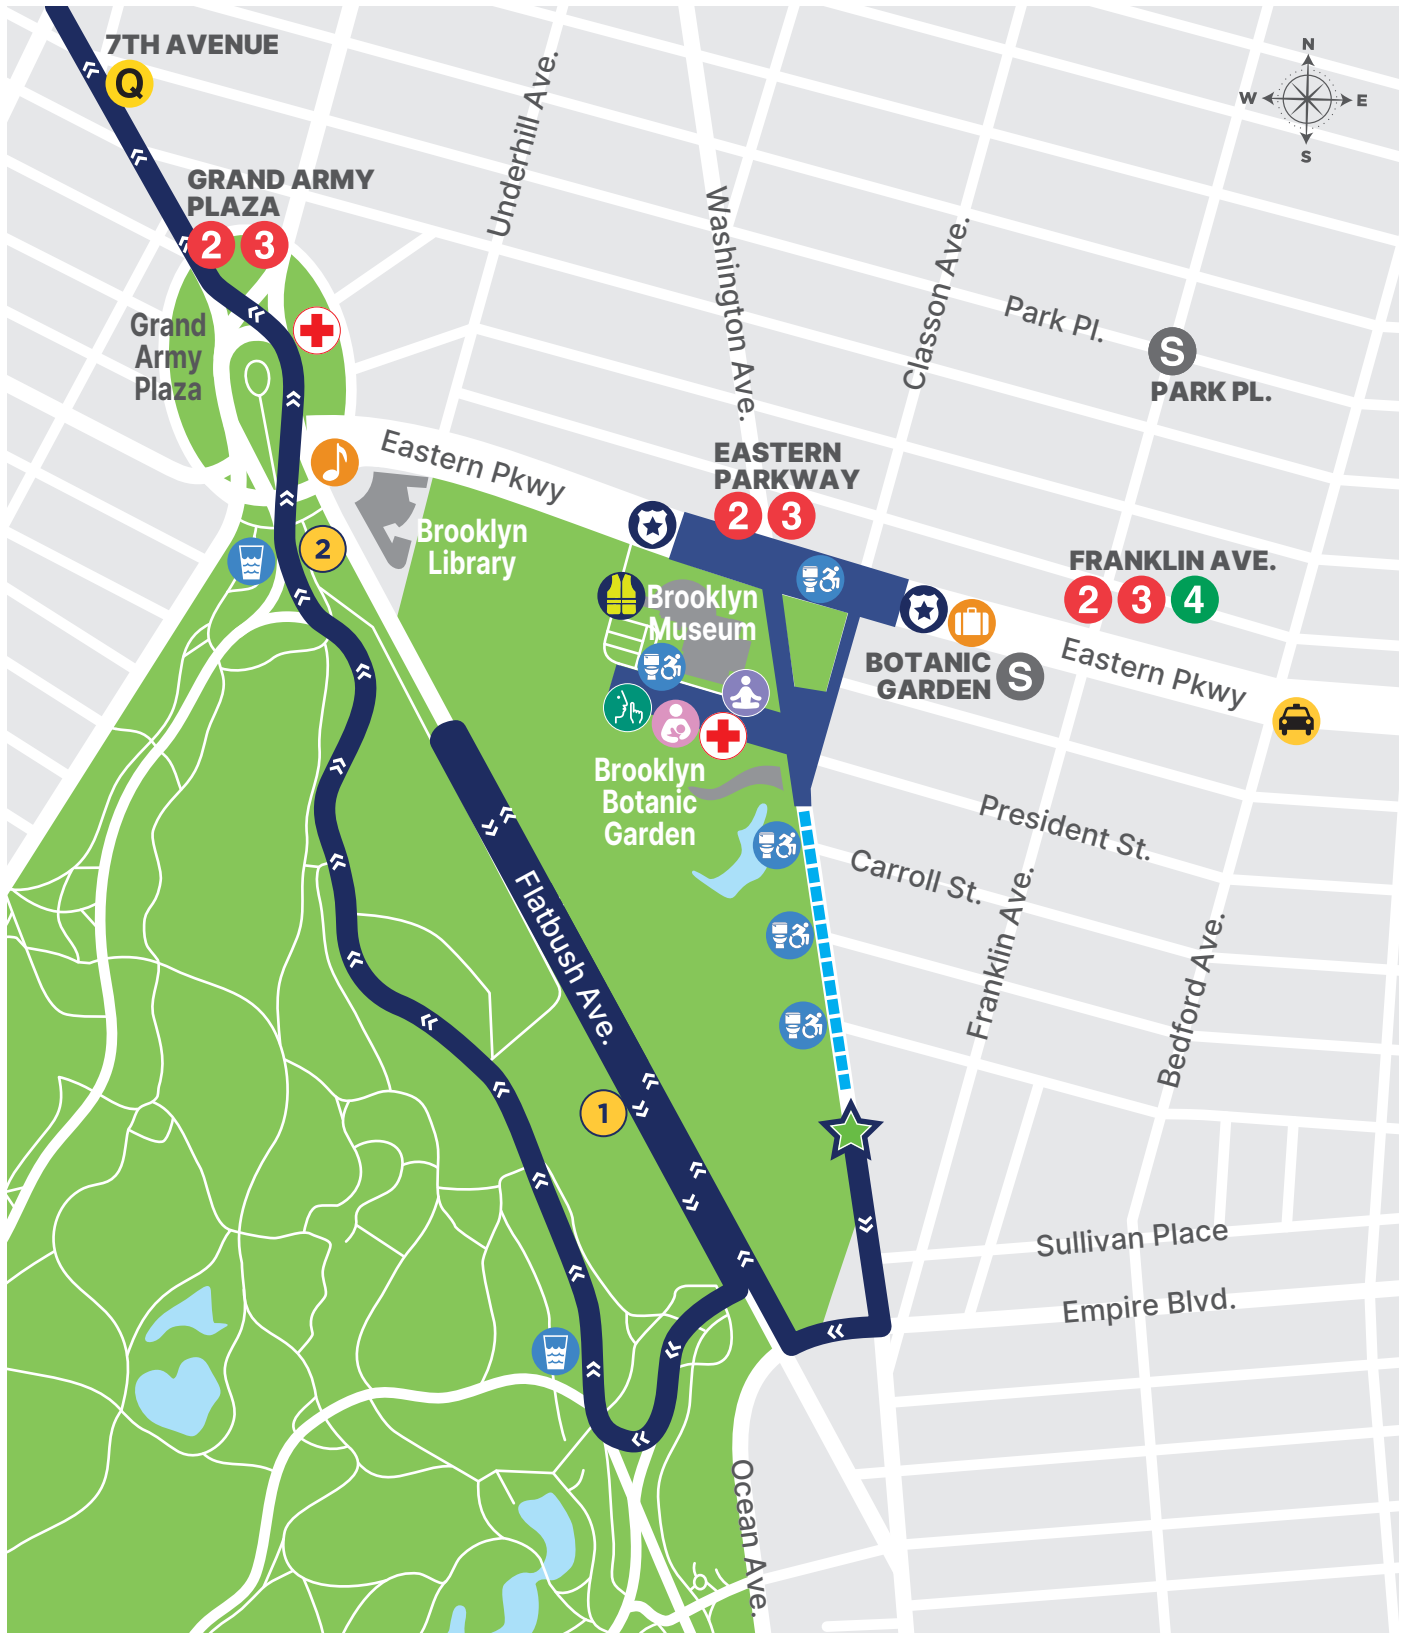 7TH AVENUE
Q
N
W E
S
GRAND ARMY
PLAZA
2 3
Underhill Ave.
Washington Ave.
Classon Ave.
Park Pl.
S
PARK PL.
Grand
Army
Plaza
Eastern Pkwy
EASTERN
PARKWAY
2 3
Brooklyn
Library
2
FRANKLIN AVE.
2 3 4
Brooklyn
Museum
BOTANIC
GARDEN
S
Eastern Pkwy
Brooklyn
Botanic
Garden
President St.
Carroll St.
Flatbush Ave.
Franklin Ave.
Bedford Ave.
1
Sullivan Place
Empire Blvd.
Ocean Ave.